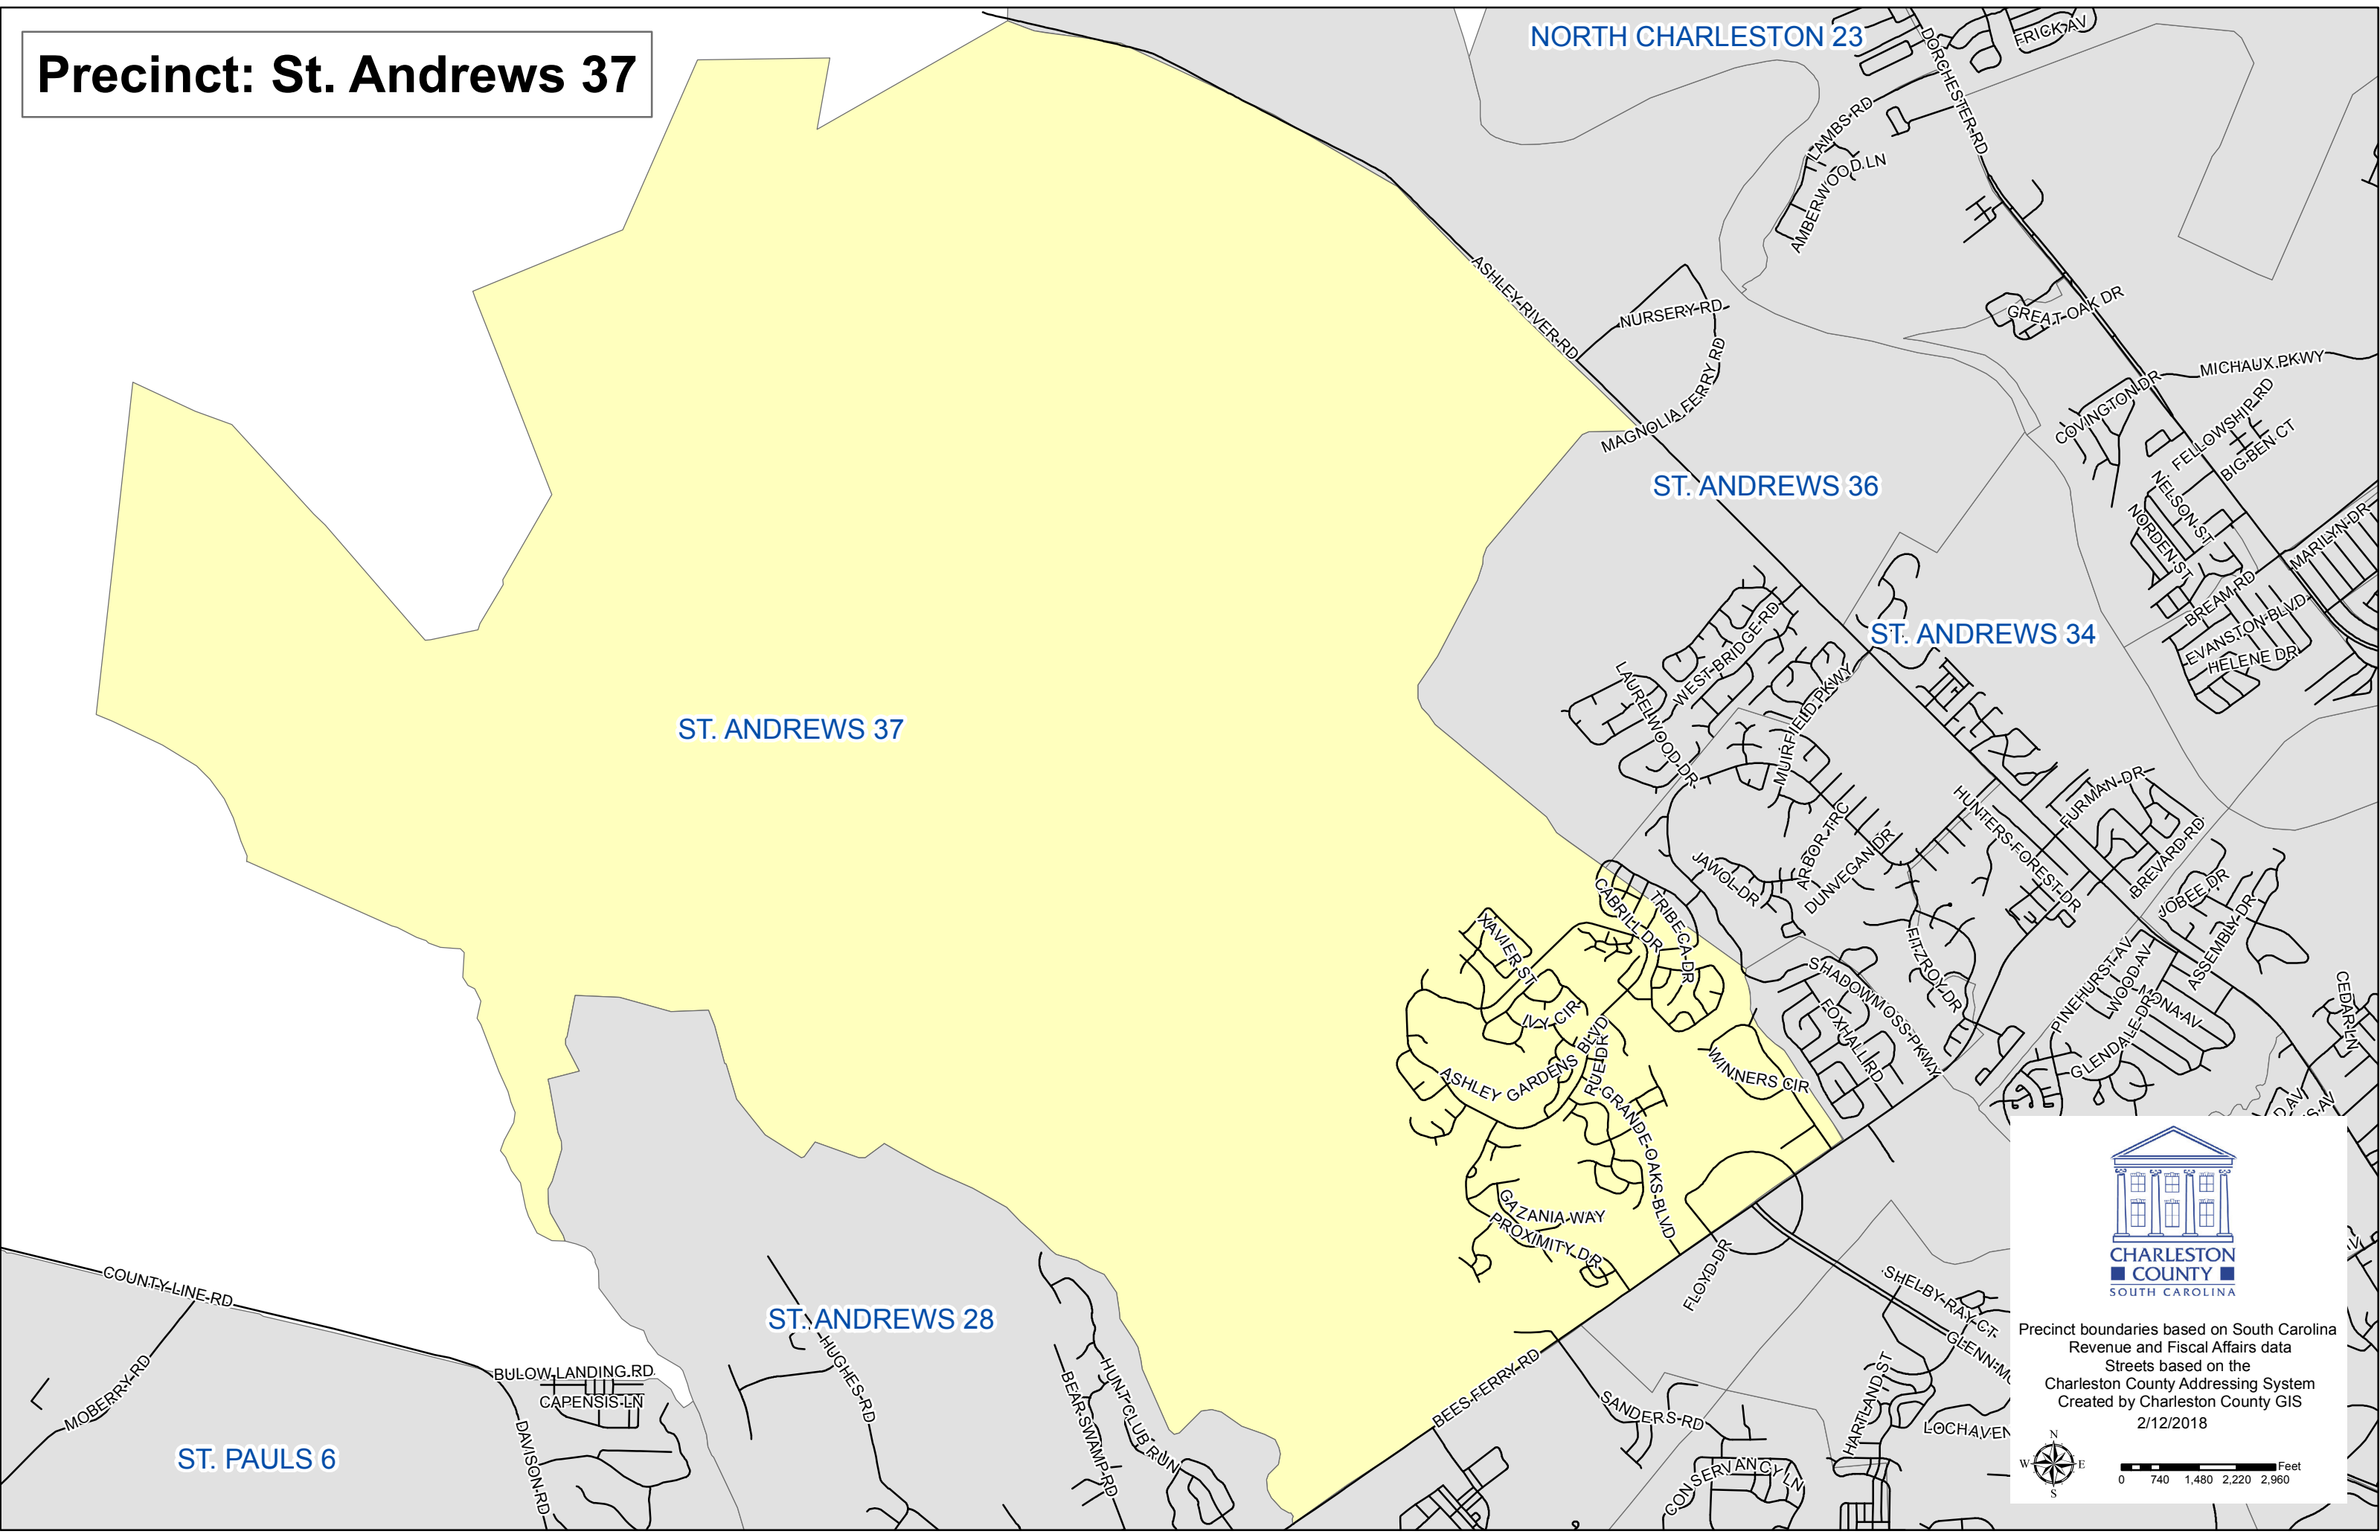 Precinct: St. Andrews 37
NORTH CHARLESTON 23
FRICK AV
DORCHESTER RD
LAMBS RD
AMBERWOOD LN
ASHLEY RIVER RD
NURSERY RD
MAGNOLIA FERRY RD
GREAT OAK DR
MICHAUX PKWY
COVINGTON DR
FELLOWSHIP RD
BIG BEN CT
NELSON ST
NORDEN ST
MARILYN DR
BREAM RD
EVANSTON BLVD
HELENE DR
ST. ANDREWS 36
ST. ANDREWS 34
WEST BRIDGE RD
LAURELWOOD DR
MUIRFIELD PKWY
ST. ANDREWS 37
HUNTERS FOREST DR
FURMAN DR
BREVARD RD
ARBOR TRC
DUNVEGAN DR
JAWOL DR
JOBEE DR
ASSEMBLY DR
CABRILL DR
TRIBECA DR
XAVIER ST
FITZROY DR
SHADOWMOSS PKWY
FOXHALL RD
PINEHURST AV
WOOD AV
MONA AV
GLENDALE DR
CEDAR LN
IVY CIR
ASHLEY GARDENS BLVD
RUE DR
GRANDE OAKS BLVD
WINNERS CIR
GAZANIA WAY
PROXIMITY DR
FLOYD DR
BEES FERRY RD
SHELBY RAY CT
GLENN MC
SANDERS RD
HARTLAND ST
LOCHAVEN
CONSERVANCY LN
D AV
S AV
AV
COUNTY LINE RD
MOBERRY RD
BULOW LANDING RD
CAPENSIS LN
DAVISON RD
ST. PAULS 6
ST. ANDREWS 28
HUGHES RD
BEAR SWAMP RD
HUNT CLUB RUN
CHARLESTON
COUNTY
SOUTH CAROLINA
Precinct boundaries based on South Carolina
Revenue and Fiscal Affairs data
Streets based on the
Charleston County Addressing System
Created by Charleston County GIS
2/12/2018
N
W E
S
Feet
0 740 1,480 2,220 2,960